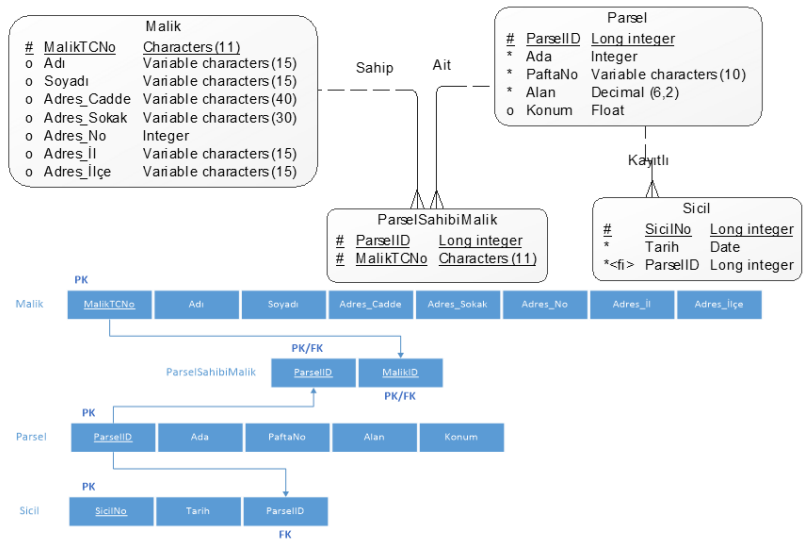 Malik
# MalikTCNo Characters (11)
o Adı Variable characters (15)
o Soyadı Variable characters (15)
o Adres_Cadde Variable characters (40)
o Adres_Sokak Variable characters (30)
o Adres_No Integer
o Adres_İl Variable characters (15)
o Adres_İlçe Variable characters (15)
Sahip
Ait
Parsel
# ParselID Long integer
* Ada Integer
* PaftaNo Variable characters (10)
* Alan Decimal (6,2)
o Konum Float
Kayıtlı
ParselSahibiMalik
# ParselID Long integer
# MalikTCNo Characters (11)
Sicil
# SicilNo Long integer
* Tarih Date
*<fi> ParselID Long integer
PK
Malik MalikTCNo Adı Soyadı Adres_Cadde Adres_Sokak Adres_No Adres_İl Adres_İlçe
PK/FK
ParselSahibiMalik ParselID MalikID
PK/FK
PK
Parsel ParselID Ada PaftaNo Alan Konum
PK
Sicil SicilNo Tarih ParselID
FK